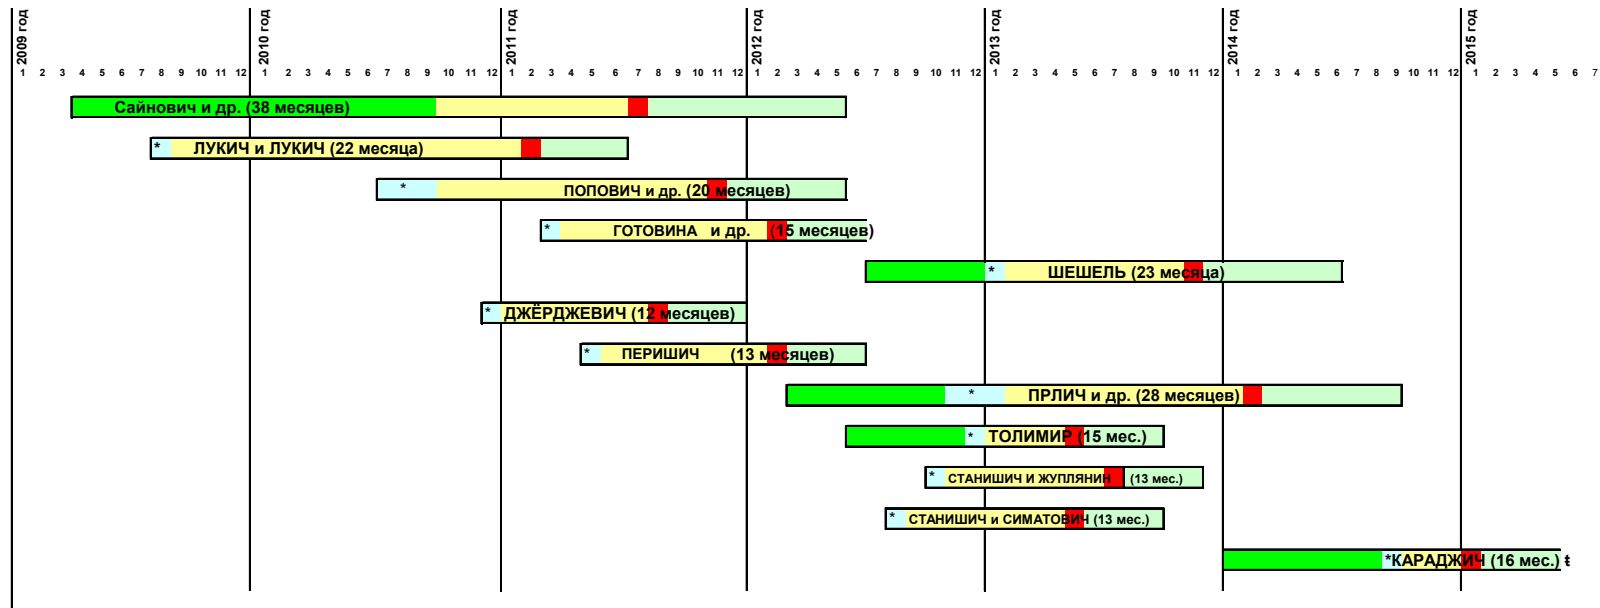 2009 год 2010 год 2011 год 2012 год 2013 год 2014 год 2015 год
1 2 3 4 5 6 7 8 9 10 11 12 1 2 3 4 5 6 7 8 9 10 11 12 1 2 3 4 5 6 7 8 9 10 11 12 1 2 3 4 5 6 7 8 9 10 11 12 1 2 3 4 5 6 7 8 9 10 11 12 1 2 3 4 5 6 7 8 9 10 11 12 1 2 3 4 5 6 7
Сайнович и др. (38 месяцев)
* ЛУКИЧ и ЛУКИЧ (22 месяца)
* ПОПОВИЧ и др. (20 месяцев)
* ГОТОВИНА и др. (15 месяцев)
* ШЕШЕЛЬ (23 месяца)
* ДЖЁРДЖЕВИЧ (12 месяцев)
* ПЕРИШИЧ (13 месяцев)
* ПРЛИЧ и др. (28 месяцев)
* ТОЛИМИР (15 мес.)
* СТАНИШИЧ И ЖУПЛЯНИН (13 мес.)
* СТАНИШИЧ и СИМАТОВИЧ (13 мес.)
*КАРАДЖИЧ (16 мес.)